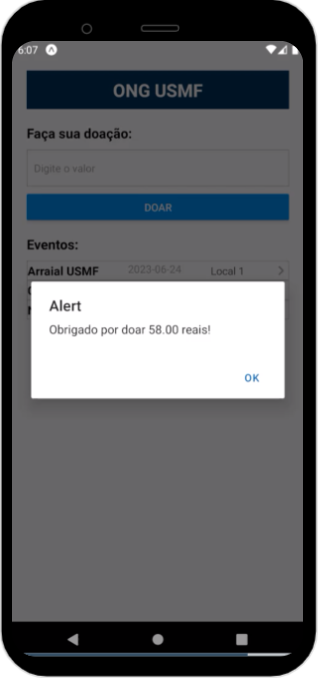 6:07
ONG USMF
Faça sua doação:
Digite o valor
DOAR
Eventos:
Arraial USMF 2023-06-24 Local 1
Alert
Obrigado por doar 58.00 reais!
OK